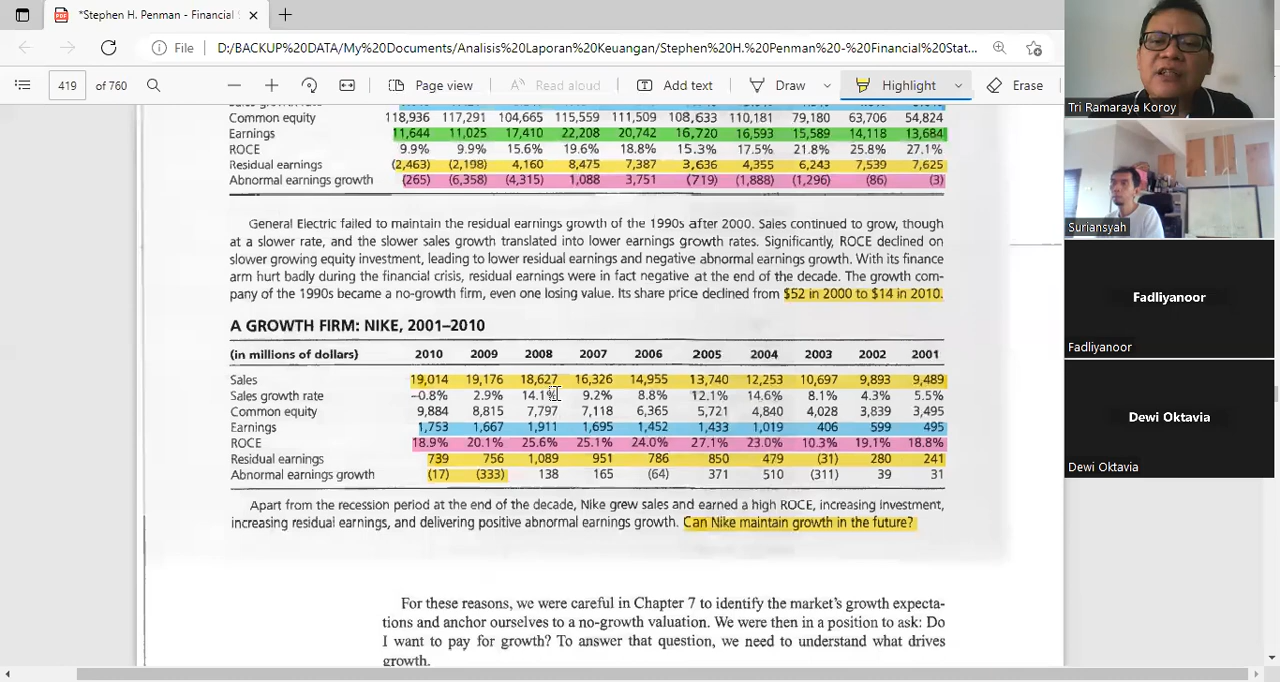 *Stephen H. Penman - Financial S
File D:/BACKUP%20DATA/My%20Documents/Analisis%20Laporan%20Keuangan/Stephen%20H.%20Penman%20-%20Financial%20Stat...
419 of 760 Page view Read aloud Add text Draw Highlight Erase
Common equity 118,936 117,291 104,665 115,559 111,509 108,633 110,181 79,180 63,706 54,824
Earnings 11,644 11,025 17,410 22,208 20,742 16,720 16,593 15,589 14,118 13,684
ROCE 9.9% 9.9% 15.6% 19.6% 18.8% 15.3% 17.5% 21.8% 25.8% 27.1%
Residual earnings (2,463) (2,198) 4,160 8,475 7,387 3,636 4,355 6,243 7,539 7,625
Abnormal earnings growth (265) (6,358) (4,315) 1,088 3,751 (719) (1,888) (1,296) (86) (3)
General Electric failed to maintain the residual earnings growth of the 1990s after 2000. Sales continued to grow, though
at a slower rate, and the slower sales growth translated into lower earnings growth rates. Significantly, ROCE declined on
slower growing equity investment, leading to lower residual earnings and negative abnormal earnings growth. With its finance
arm hurt badly during the financial crisis, residual earnings were in fact negative at the end of the decade. The growth com-
pany of the 1990s became a no-growth firm, even one losing value. Its share price declined from $52 in 2000 to $14 in 2010.
A GROWTH FIRM: NIKE, 2001–2010
(in millions of dollars) 2010 2009 2008 2007 2006 2005 2004 2003 2002 2001
Sales 19,014 19,176 18,627 16,326 14,955 13,740 12,253 10,697 9,893 9,489
Sales growth rate –0.8% 2.9% 14.1% 9.2% 8.8% 12.1% 14.6% 8.1% 4.3% 5.5%
Common equity 9,884 8,815 7,797 7,118 6,365 5,721 4,840 4,028 3,839 3,495
Earnings 1,753 1,667 1,911 1,695 1,452 1,433 1,019 406 599 495
ROCE 18.9% 20.1% 25.6% 25.1% 24.0% 27.1% 23.0% 10.3% 19.1% 18.8%
Residual earnings 739 756 1,089 951 786 850 479 (31) 280 241
Abnormal earnings growth (17) (333) 138 165 (64) 371 510 (311) 39 31
Apart from the recession period at the end of the decade, Nike grew sales and earned a high ROCE, increasing investment,
increasing residual earnings, and delivering positive abnormal earnings growth. Can Nike maintain growth in the future?
For these reasons, we were careful in Chapter 7 to identify the market's growth expecta-
tions and anchor ourselves to a no-growth valuation. We were then in a position to ask: Do
I want to pay for growth? To answer that question, we need to understand what drives
growth.
Tri Ramaraya Koroy
Suriansyah
Fadliyanoor
Fadliyanoor
Dewi Oktavia
Dewi Oktavia